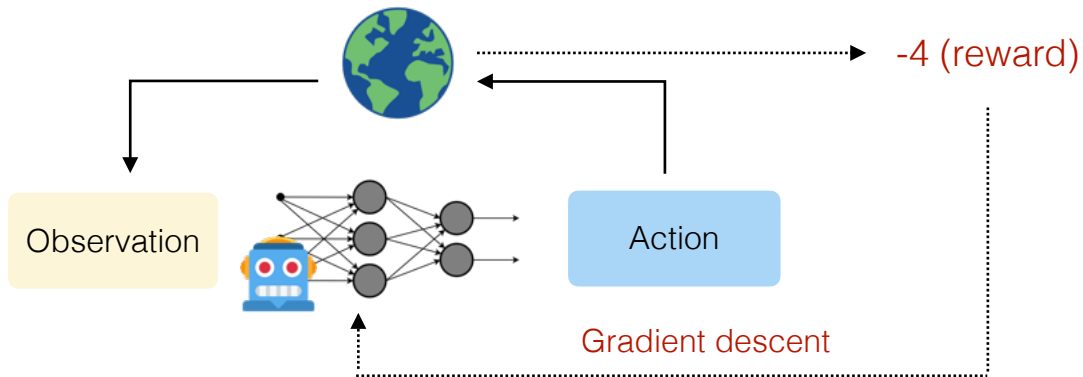 -4 (reward)
Observation
Action
Gradient descent